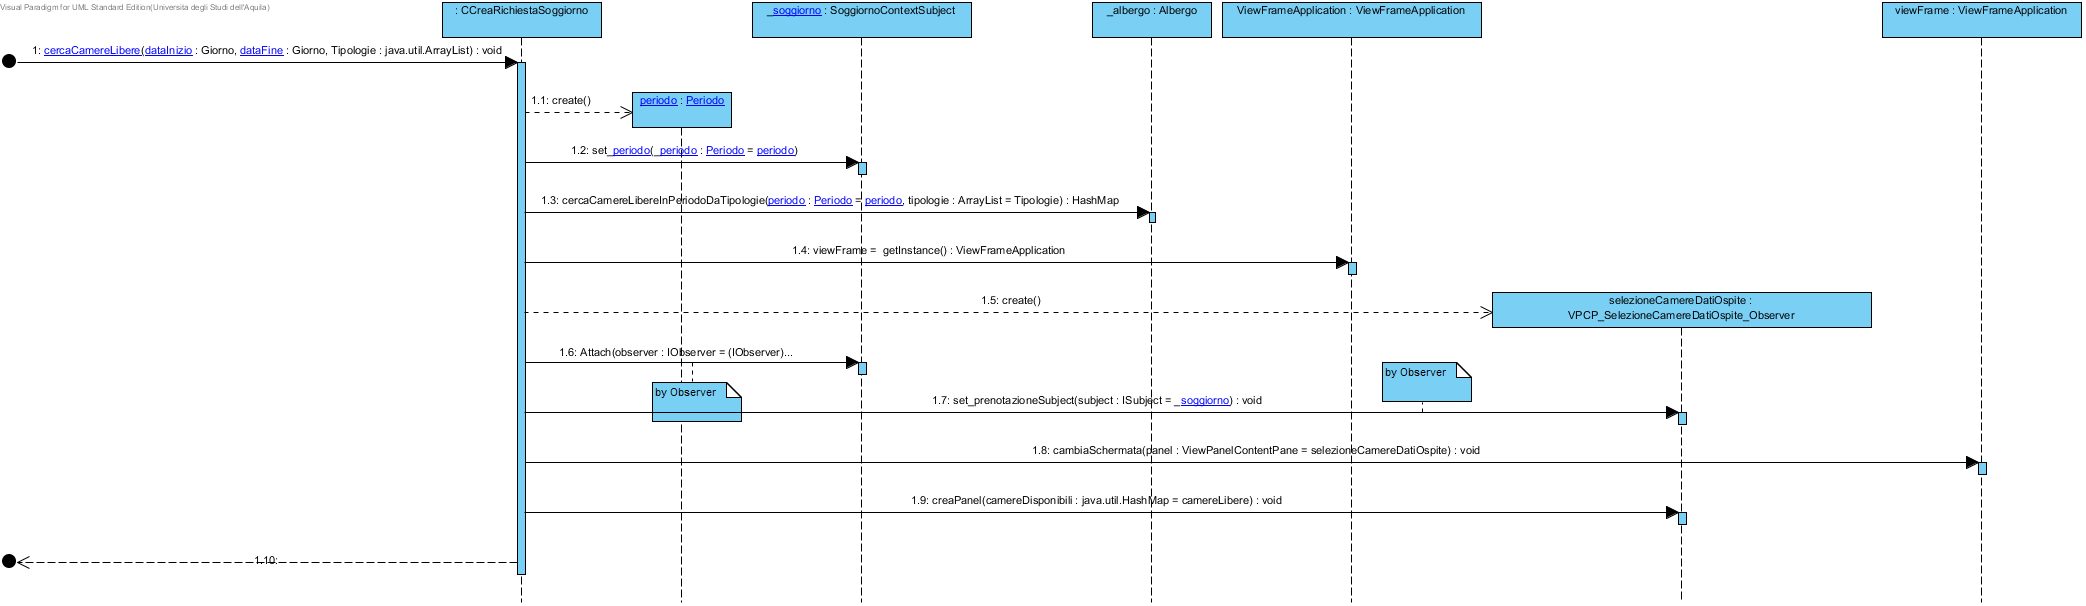 Visual Paradigm for UML Standard Edition(Universita degli Studi dell'Aquila)
: CCreaRichiestaSoggiorno
_soggiorno : SoggiornoContextSubject
_albergo : Albergo
ViewFrameApplication : ViewFrameApplication
viewFrame : ViewFrameApplication
1: cercaCamereLibere(dataInizio : Giorno, dataFine : Giorno, Tipologie : java.util.ArrayList) : void
1.1: create()
periodo : Periodo
1.2: set_periodo(_periodo : Periodo = periodo)
1.3: cercaCamereLibereInPeriodoDaTipologie(periodo : Periodo = periodo, tipologie : ArrayList = Tipologie) : HashMap
1.4: viewFrame = getInstance() : ViewFrameApplication
1.5: create()
selezioneCamereDatiOspite :
VPCP_SelezioneCamereDatiOspite_Observer
1.6: Attach(observer : IObserver = (IObserver)...
by Observer
by Observer
1.7: set_prenotazioneSubject(subject : ISubject = _soggiorno) : void
1.8: cambiaSchermata(panel : ViewPanelContentPane = selezioneCamereDatiOspite) : void
1.9: creaPanel(camereDisponibili : java.util.HashMap = camereLibere) : void
1.10: